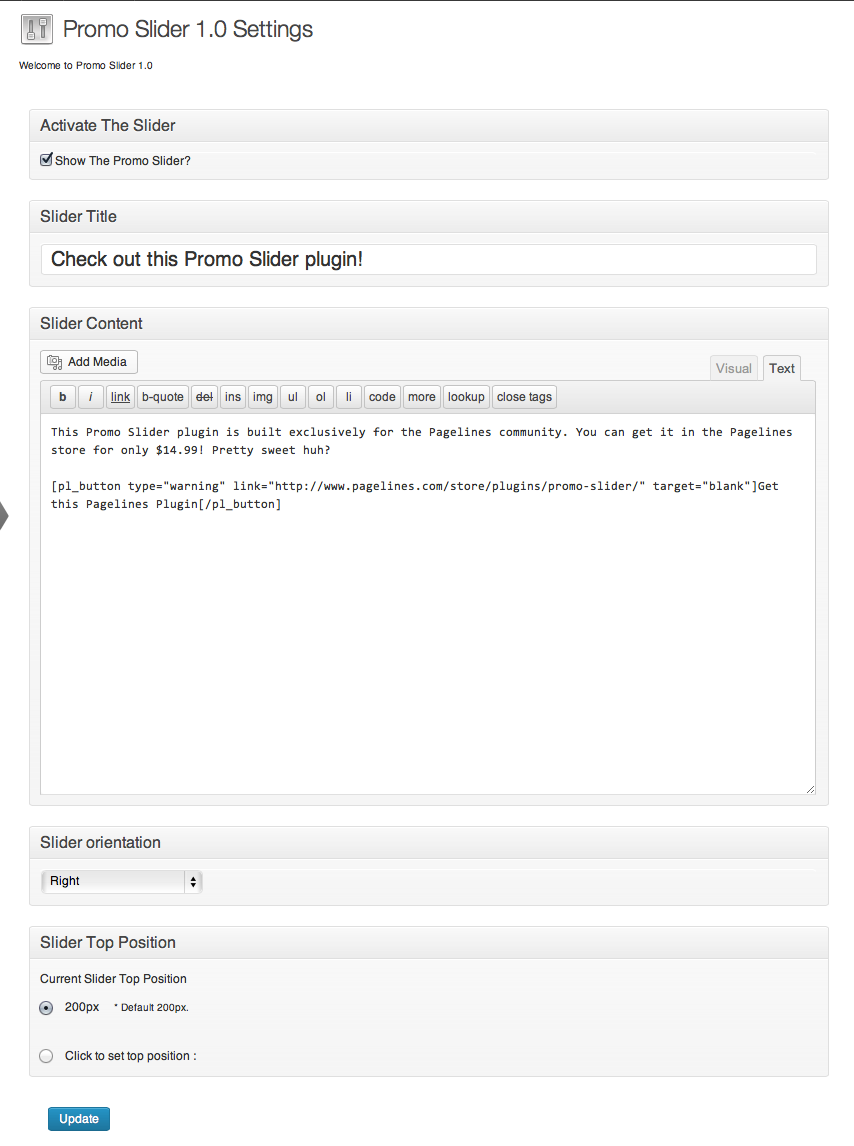 Promo Slider 1.0 Settings
Welcome to Promo Slider 1.0
Activate The Slider
Show The Promo Slider?
Slider Title
Check out this Promo Slider plugin!
Slider Content
Add Media
Visual Text
b i link b-quote del ins img ul ol li code more lookup close tags
This Promo Slider plugin is built exclusively for the Pagelines community. You can get it in the Pagelines
store for only $14.99! Pretty sweet huh?
[pl_button type="warning" link="http://www.pagelines.com/store/plugins/promo-slider/" target="blank"]Get
this Pagelines Plugin[/pl_button]
Slider orientation
Right
Slider Top Position
Current Slider Top Position
200px * Default 200px.
Click to set top position :
Update